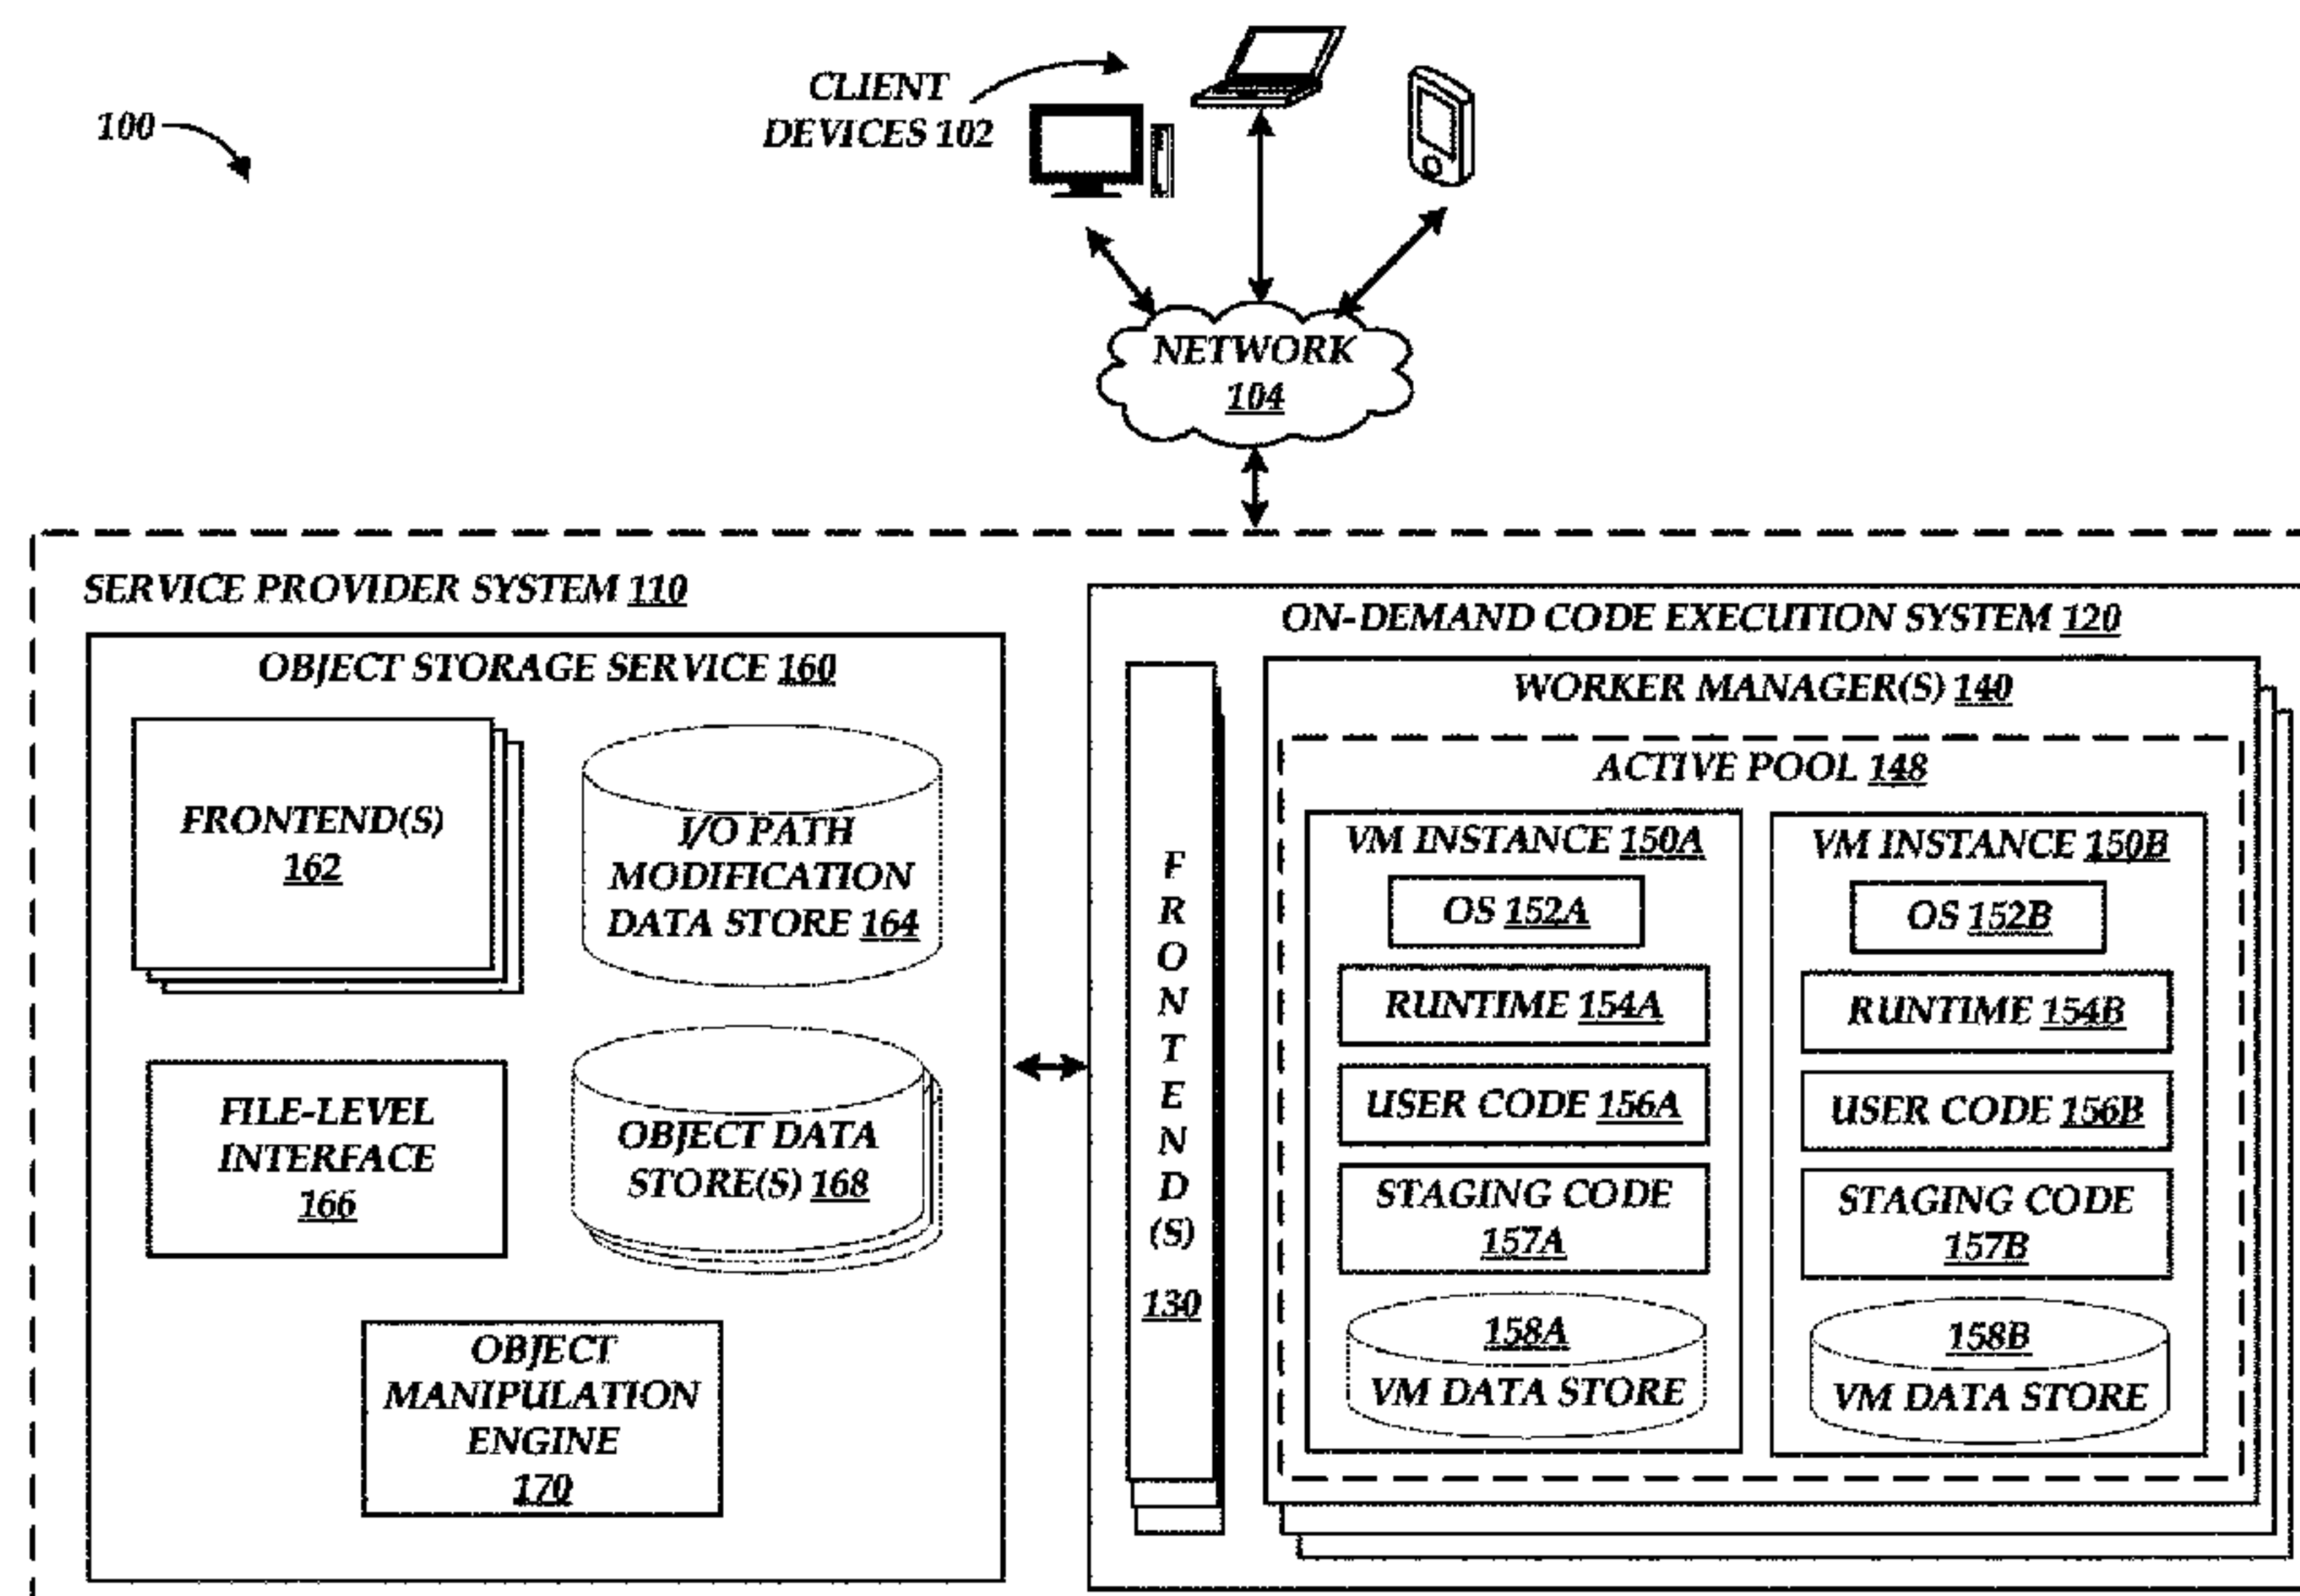 100
CLIENT
DEVICES 102
NETWORK
104
SERVICE PROVIDER SYSTEM 110
OBJECT STORAGE SERVICE 160
FRONTEND(S)
162
I/O PATH
MODIFICATION
DATA STORE 164
FILE-LEVEL
INTERFACE
166
OBJECT DATA
STORE(S) 168
OBJECT
MANIPULATION
ENGINE
170
ON-DEMAND CODE EXECUTION SYSTEM 120
F
R
O
N
T
E
N
D
(S)
130
WORKER MANAGER(S) 140
ACTIVE POOL 148
VM INSTANCE 150A
OS 152A
RUNTIME 154A
USER CODE 156A
STAGING CODE
157A
158A
VM DATA STORE
VM INSTANCE 150B
OS 152B
RUNTIME 154B
USER CODE 156B
STAGING CODE
157B
158B
VM DATA STORE